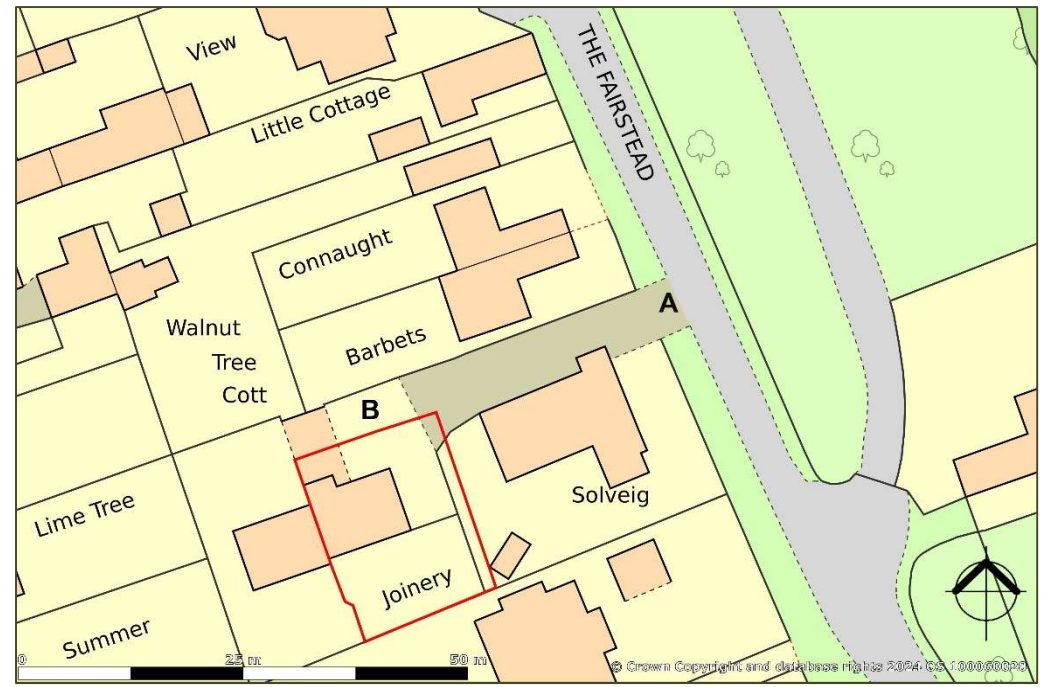 View
Little Cottage
THE FAIRSTEAD
Connaught
A
Walnut
Tree
Cott
Barbets
B
Lime Tree
Solveig
Joinery
Summer
0 25 m 50 m
© Crown Copyright and database rights 2024 OS 100060020